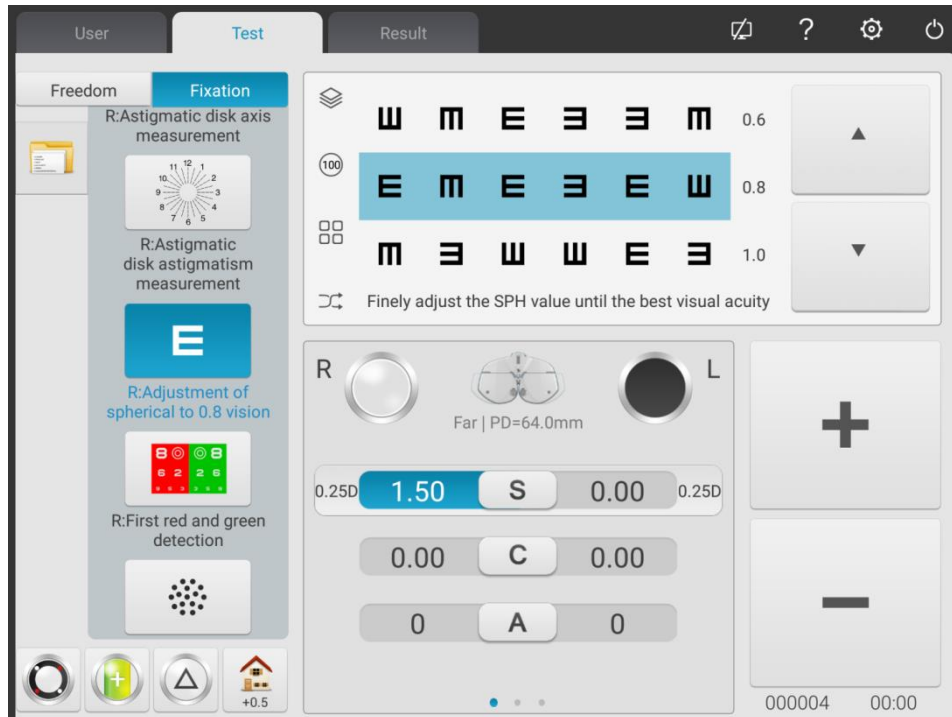 User
Test
Result
?
Freedom
Fixation
R:Astigmatic disk axis
measurement
12
11 1
10 2
9 3
8 4
7 5
6
R:Astigmatic
disk astigmatism
measurement
E
R:Adjustment of
spherical to 0.8 vision
8 8
6 2 2 6
R:First red and green
detection
+0.5
100
0.6
0.8
1.0
Finely adjust the SPH value until the best visual acuity
R
L
Far | PD=64.0mm
0.25D 1.50 S 0.00 0.25D
0.00 C 0.00
0 A 0
+
−
000004 00:00